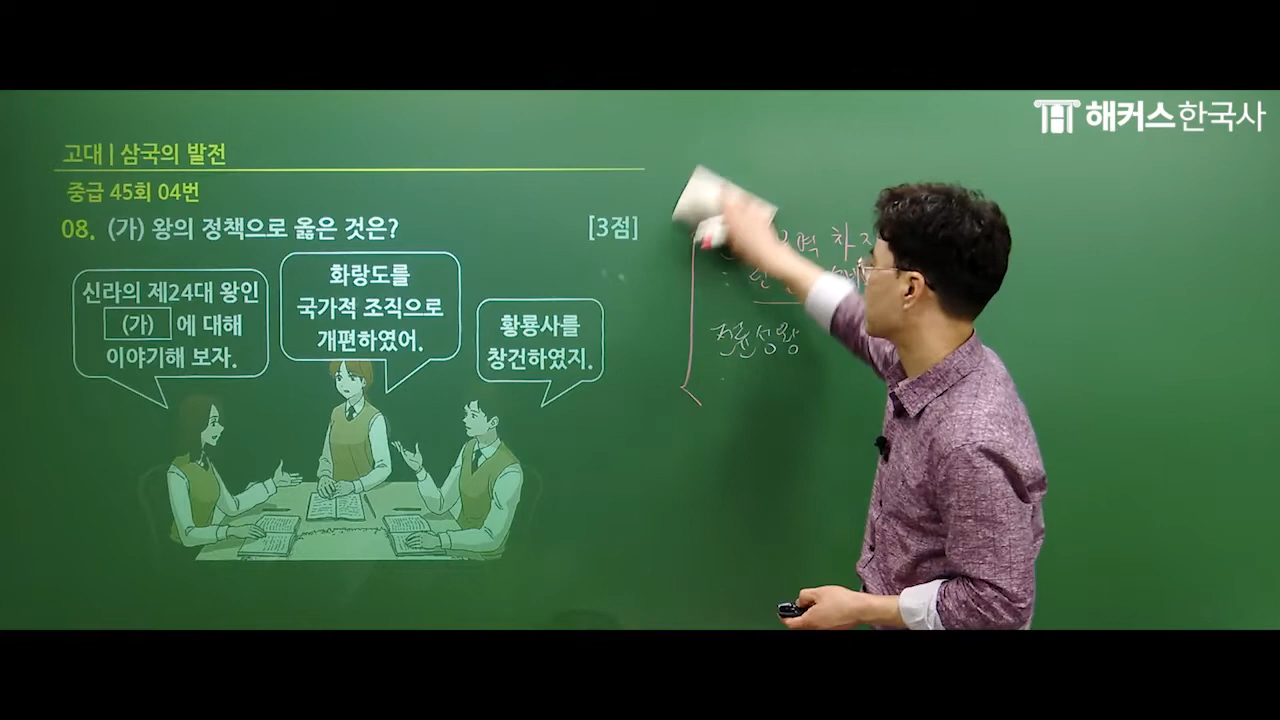 해커스한국사
고대 | 삼국의 발전
중급 45회 04번
08. (가) 왕의 정책으로 옳은 것은? [3점]
신라의 제24대 왕인
(가) 에 대해
이야기해 보자.
화랑도를
국가적 조직으로
개편하였어.
황룡사를
창건하였지.